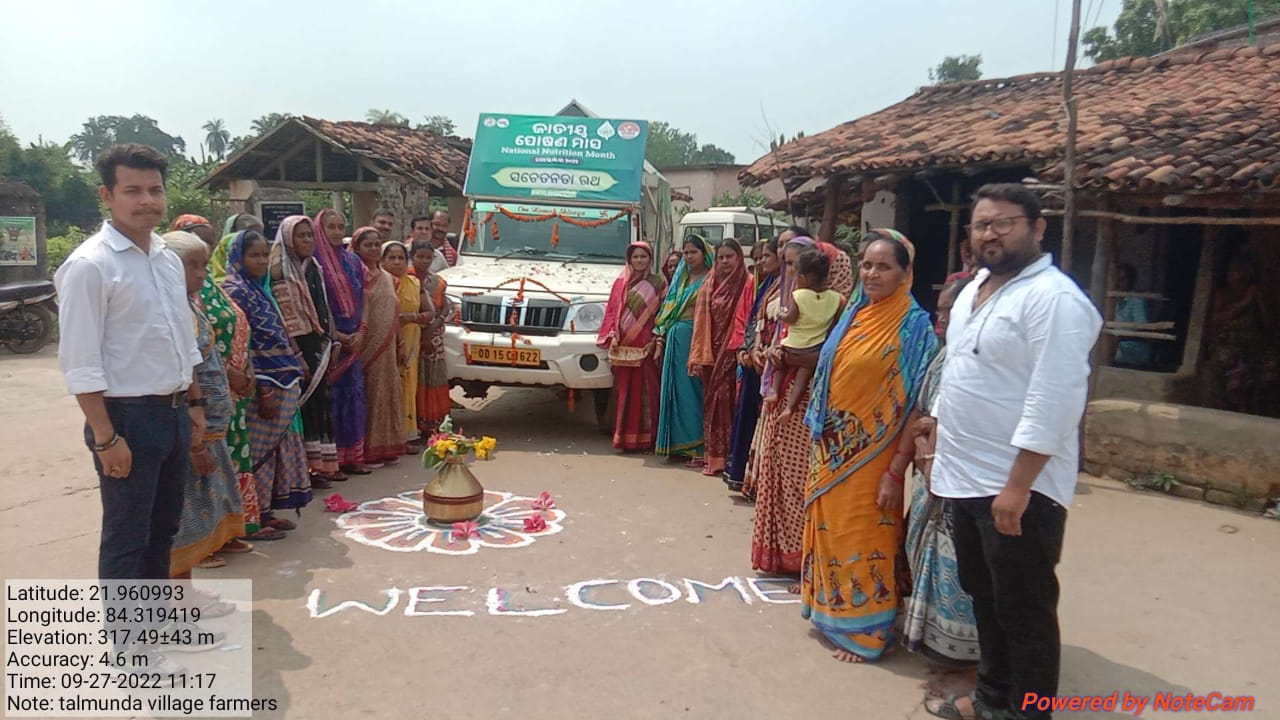 ଜାତୀୟ
ପୋଷଣ ମାସ
National Nutrition Month
ସଚେତନତା ରଥ
OD 15 C 1622
WELCOME
Latitude: 21.960993
Longitude: 84.319419
Elevation: 317.49±43 m
Accuracy: 4.6 m
Time: 09-27-2022 11:17
Note: talmunda village farmers
Powered by NoteCam